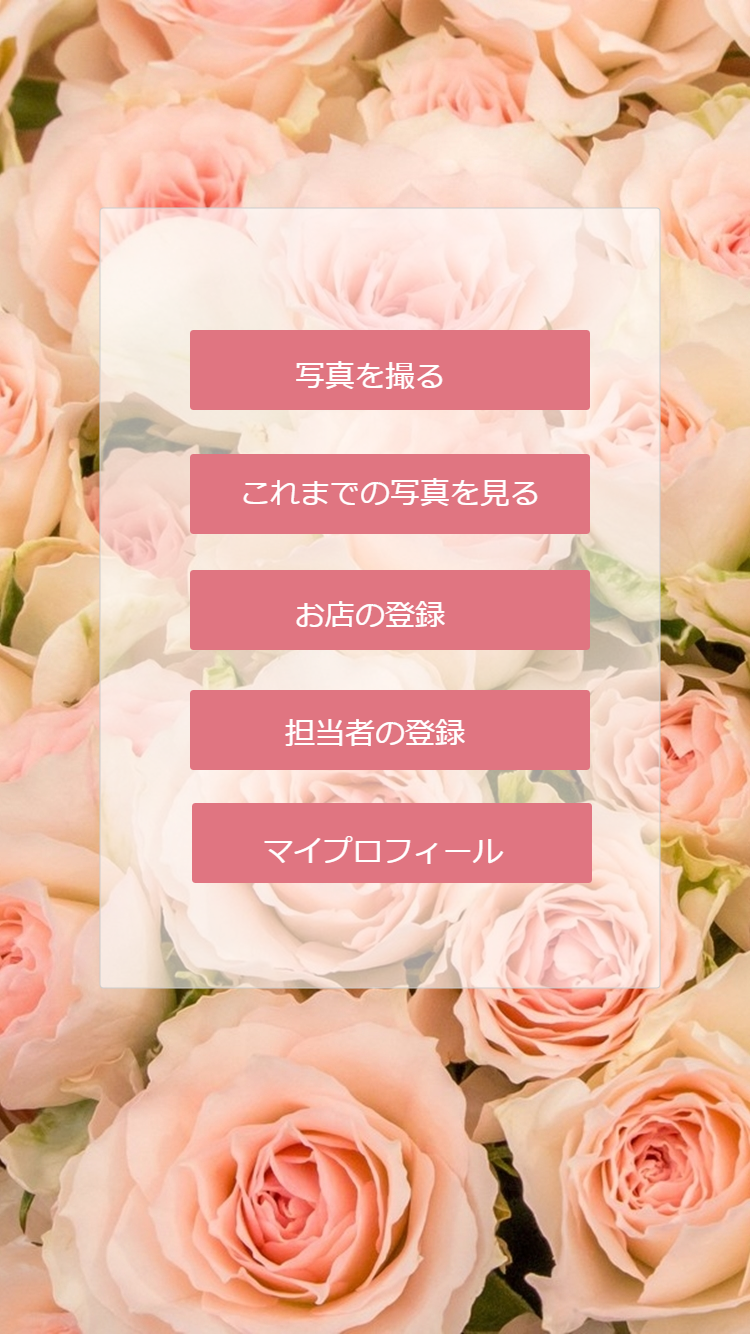 写真を撮る
これまでの写真を見る
お店の登録
担当者の登録
マイプロフィール